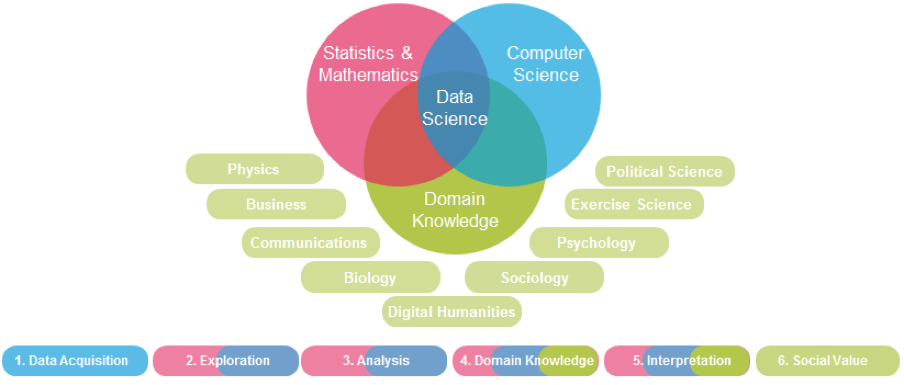 Statistics &
Mathematics
Computer
Science
Data
Science
Domain
Knowledge
Physics
Business
Communications
Biology
Digital Humanities
Sociology
Psychology
Exercise Science
Political Science
1. Data Acquisition
2. Exploration
3. Analysis
4. Domain Knowledge
5. Interpretation
6. Social Value